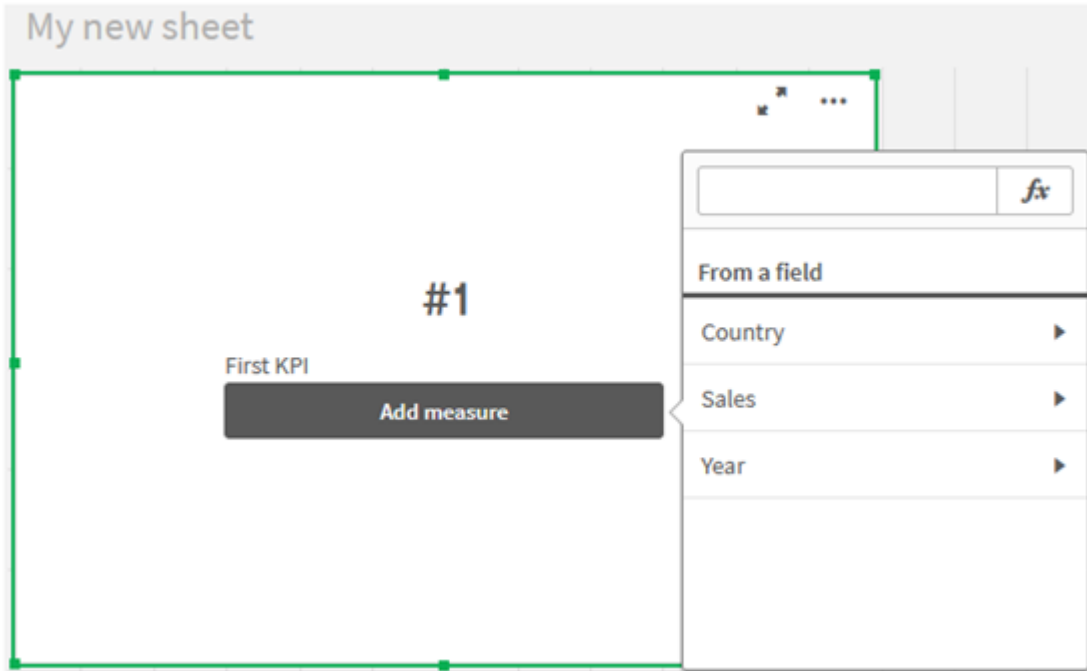 My new sheet
#1
First KPI
Add measure
fx
From a field
Country
Sales
Year